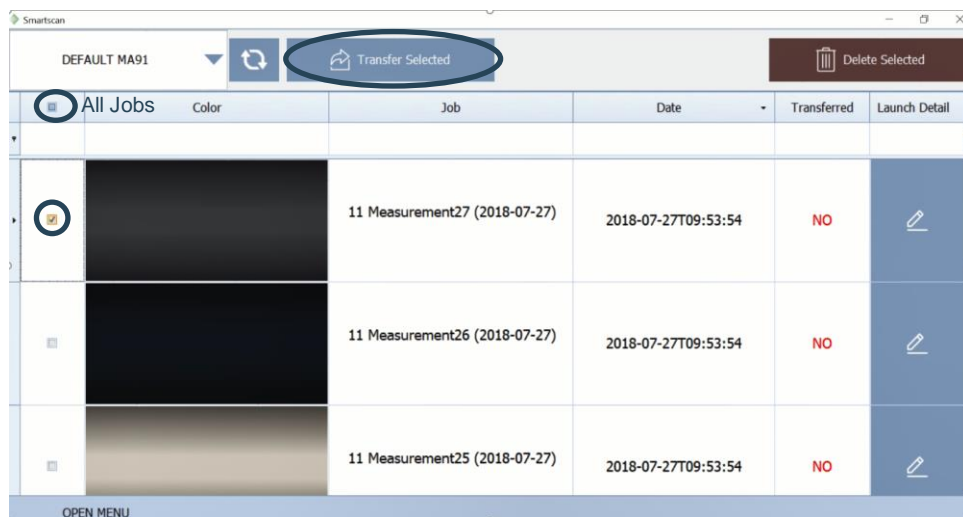 Smartscan
DEFAULT MA91 Transfer Selected Delete Selected
All Jobs Color Job Date Transferred Launch Detail
11 Measurement27 (2018-07-27) 2018-07-27T09:53:54 NO
11 Measurement26 (2018-07-27) 2018-07-27T09:53:54 NO
11 Measurement25 (2018-07-27) 2018-07-27T09:53:54 NO
OPEN MENU